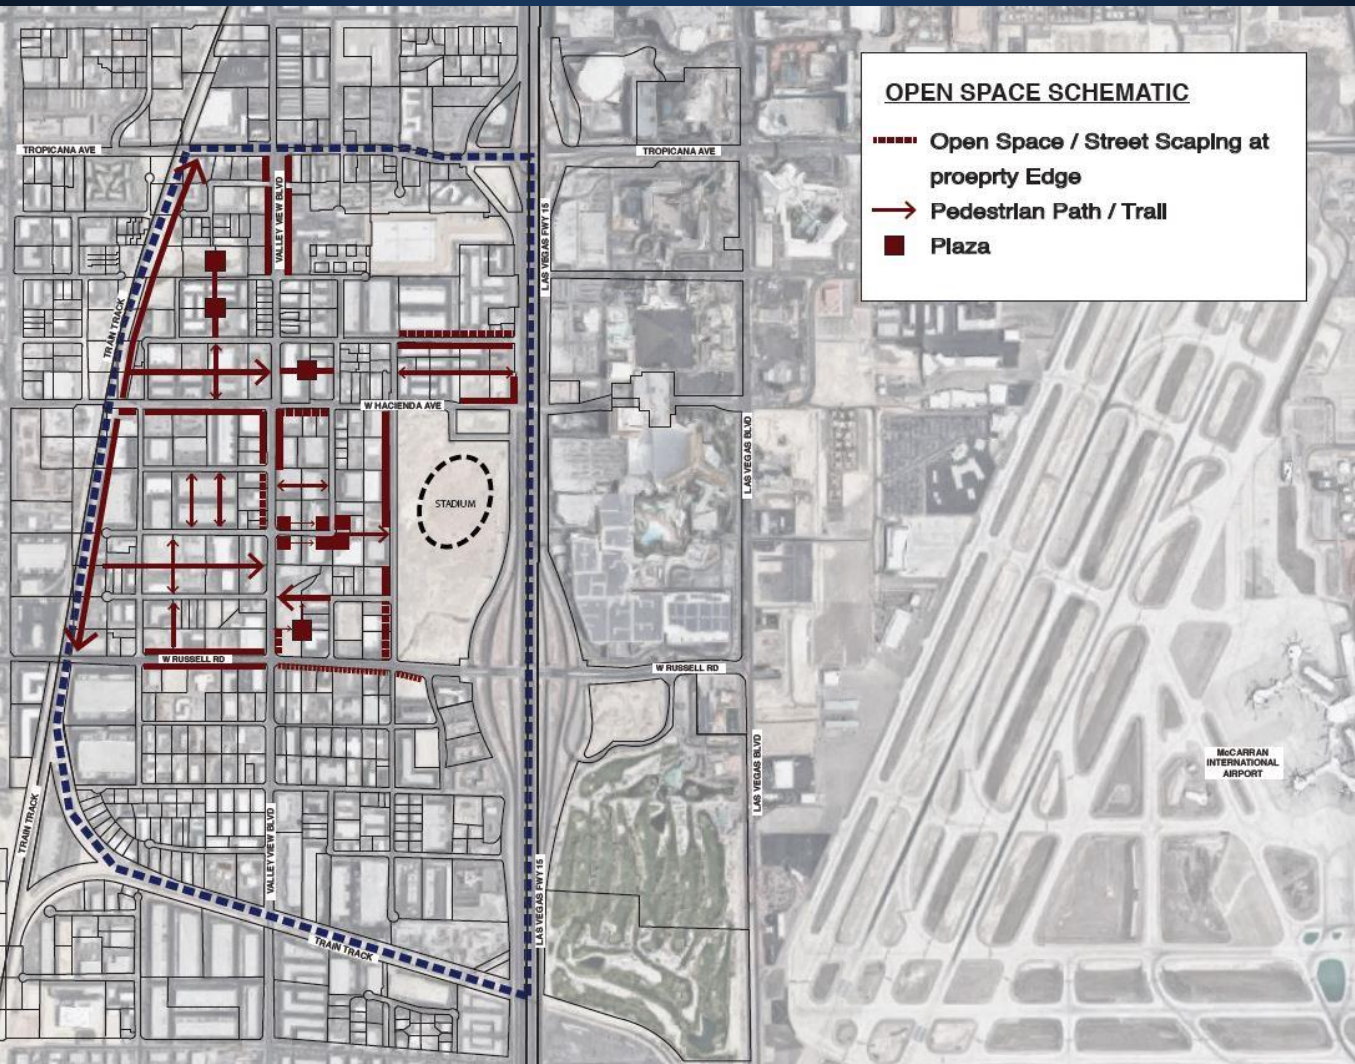 OPEN SPACE SCHEMATIC
Open Space / Street Scaping at
proeprty Edge
Pedestrian Path / Trail
Plaza
TROPICANA AVE
TROPICANA AVE
VALLEY VIEW BLVD
LAS VEGAS FWY 15
TRAIN TRACK
W HACIENDA AVE
LAS VEGAS BLVD
STADIUM
W RUSSELL RD
W RUSSELL RD
LAS VEGAS BLVD
McCARRAN
INTERNATIONAL
AIRPORT
TRAIN TRACK
VALLEY VIEW BLVD
LAS VEGAS FWY 15
TRAIN TRACK